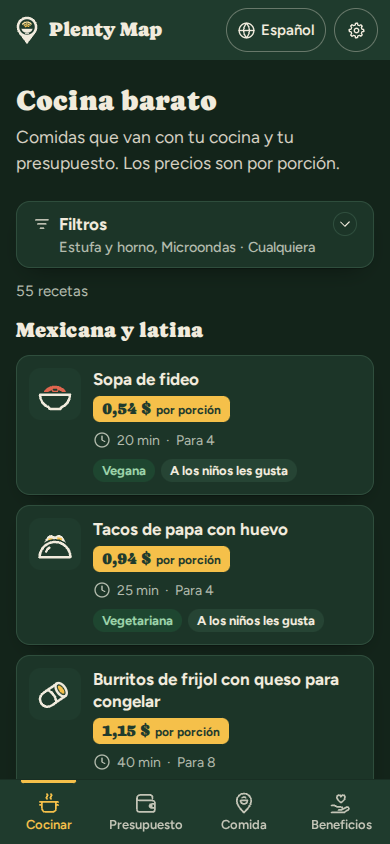 Plenty Map
Español
Cocina barato
Comidas que van con tu cocina y tu
presupuesto. Los precios son por porción.
Filtros
Estufa y horno, Microondas · Cualquiera
55 recetas
Mexicana y latina
Sopa de fideo
0,54 $ por porción
20 min · Para 4
Vegana A los niños les gusta
Tacos de papa con huevo
0,94 $ por porción
25 min · Para 4
Vegetariana A los niños les gusta
Burritos de frijol con queso para
congelar
1,15 $ por porción
40 min · Para 8
Cocinar Presupuesto Comida Beneficios